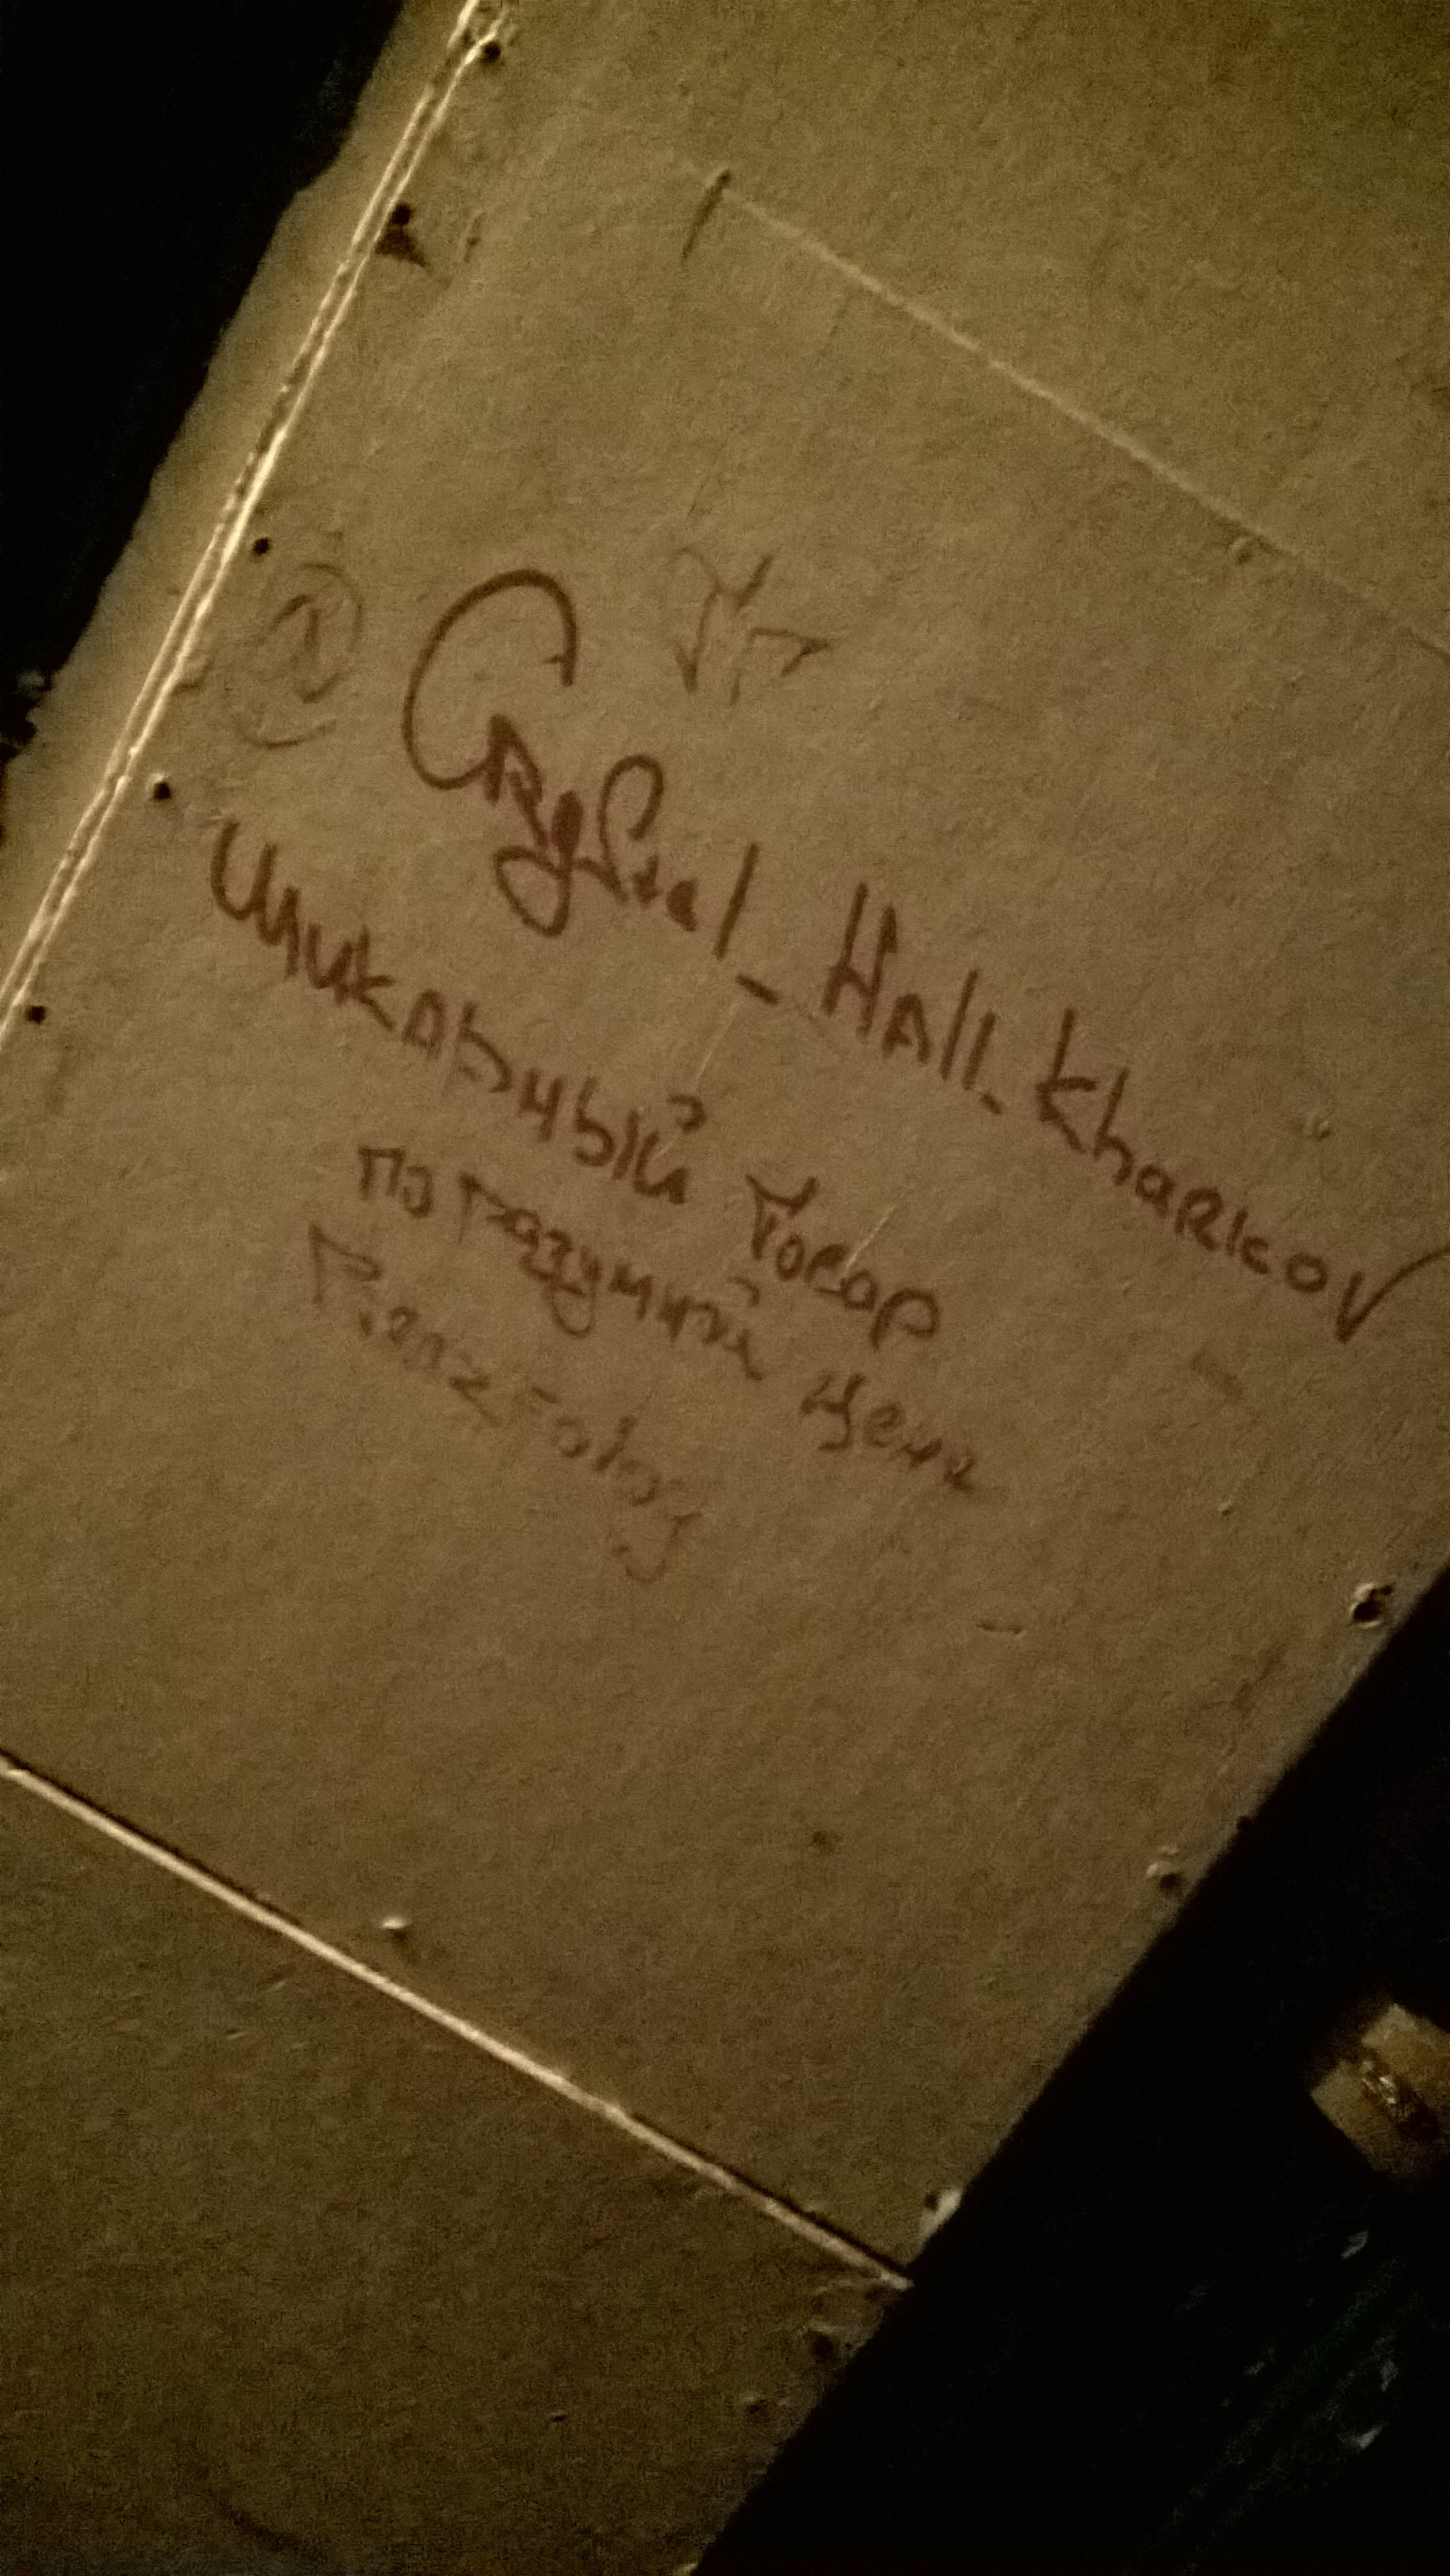 @CRystal_HAll_KhaRkov
Шикарный товар
по разумной цене